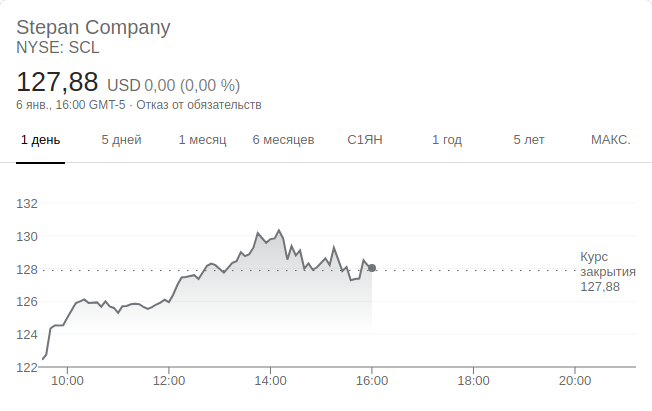 Stepan Company
NYSE: SCL
127,88 USD 0,00 (0,00 %)
6 янв., 16:00 GMT-5 · Отказ от обязательств
1 день 5 дней 1 месяц 6 месяцев С1ЯН 1 год 5 лет МАКС.
132
130
128
126
124
122
Курс
закрытия
127,88
10:00 12:00 14:00 16:00 18:00 20:00